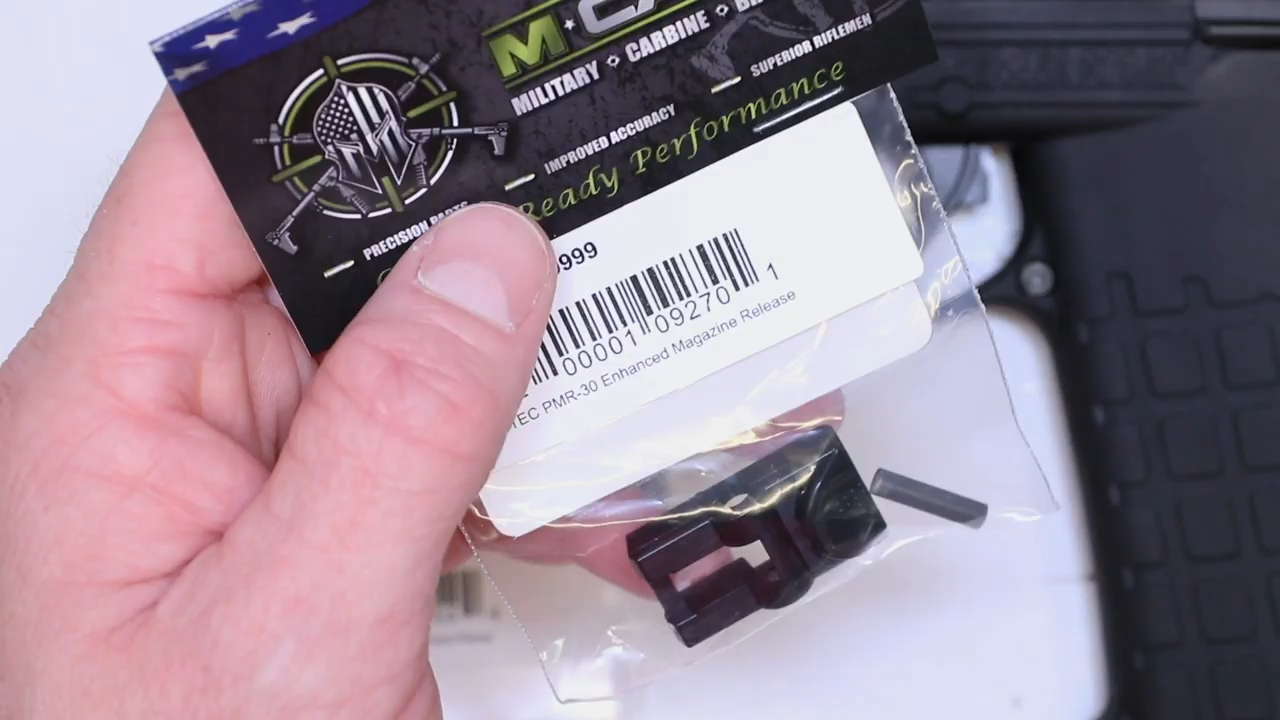 MILITARY ⋄ CARBINE ⋄
SUPERIOR RIFLEMEN
IMPROVED ACCURACY
PRECISION PARTS
Ready Performance
999
00001 09270 1
TEC PMR-30 Enhanced Magazine Release